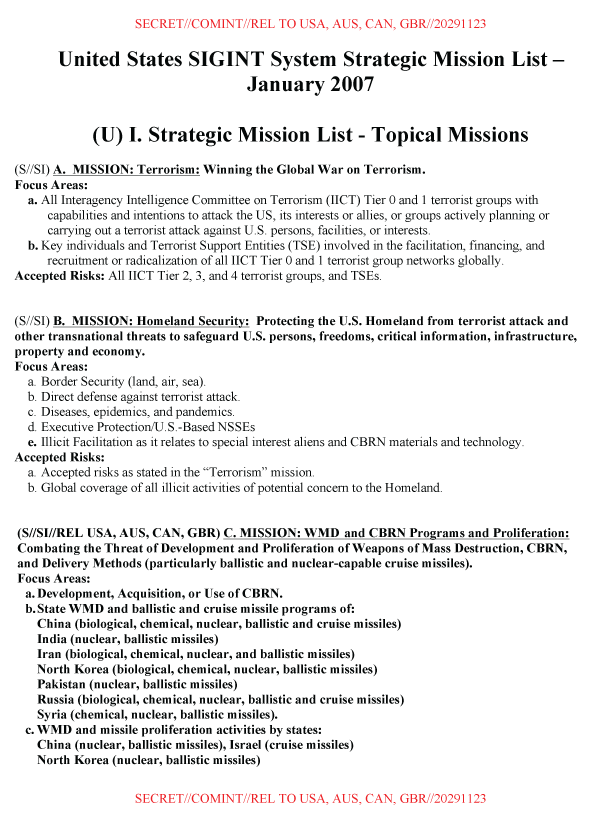 SECRET//COMINT//REL TO USA, AUS, CAN, GBR//20291123
United States SIGINT System Strategic Mission List –
January 2007
(U) I. Strategic Mission List - Topical Missions
(S//SI) A. MISSION: Terrorism: Winning the Global War on Terrorism.
Focus Areas:
a. All Interagency Intelligence Committee on Terrorism (IICT) Tier 0 and 1 terrorist groups with
capabilities and intentions to attack the US, its interests or allies, or groups actively planning or
carrying out a terrorist attack against U.S. persons, facilities, or interests.
b. Key individuals and Terrorist Support Entities (TSE) involved in the facilitation, financing, and
recruitment or radicalization of all IICT Tier 0 and 1 terrorist group networks globally.
Accepted Risks: All IICT Tier 2, 3, and 4 terrorist groups, and TSEs.
(S//SI) B. MISSION: Homeland Security: Protecting the U.S. Homeland from terrorist attack and
other transnational threats to safeguard U.S. persons, freedoms, critical information, infrastructure,
property and economy.
Focus Areas:
a. Border Security (land, air, sea).
b. Direct defense against terrorist attack.
c. Diseases, epidemics, and pandemics.
d. Executive Protection/U.S.-Based NSSEs
e. Illicit Facilitation as it relates to special interest aliens and CBRN materials and technology.
Accepted Risks:
a. Accepted risks as stated in the “Terrorism” mission.
b. Global coverage of all illicit activities of potential concern to the Homeland.
(S//SI//REL USA, AUS, CAN, GBR) C. MISSION: WMD and CBRN Programs and Proliferation:
Combating the Threat of Development and Proliferation of Weapons of Mass Destruction, CBRN,
and Delivery Methods (particularly ballistic and nuclear-capable cruise missiles).
Focus Areas:
a. Development, Acquisition, or Use of CBRN.
b. State WMD and ballistic and cruise missile programs of:
China (biological, chemical, nuclear, ballistic and cruise missiles)
India (nuclear, ballistic missiles)
Iran (biological, chemical, nuclear, and ballistic missiles)
North Korea (biological, chemical, nuclear, ballistic missiles)
Pakistan (nuclear, ballistic missiles)
Russia (biological, chemical, nuclear, ballistic and cruise missiles)
Syria (chemical, nuclear, ballistic missiles).
c. WMD and missile proliferation activities by states:
China (nuclear, ballistic missiles), Israel (cruise missiles)
North Korea (nuclear, ballistic missiles)
SECRET//COMINT//REL TO USA, AUS, CAN, GBR//20291123